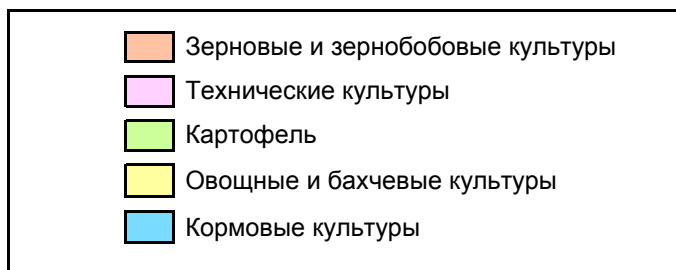 Зерновые и зернобобовые культуры
Технические культуры
Картофель
Овощные и бахчевые культуры
Кормовые культуры